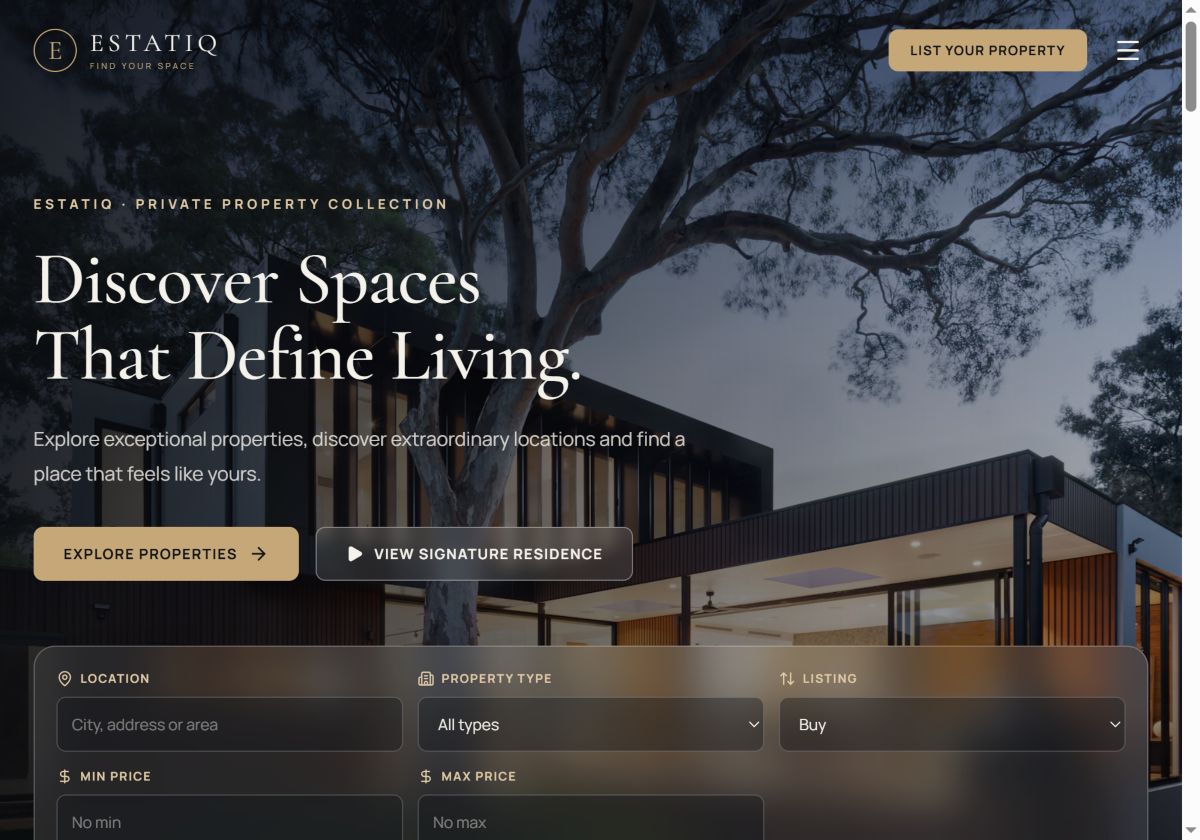 E
ESTATIQ
FIND YOUR SPACE
LIST YOUR PROPERTY
ESTATIQ · PRIVATE PROPERTY COLLECTION
Discover Spaces
That Define Living.
Explore exceptional properties, discover extraordinary locations and find a
place that feels like yours.
EXPLORE PROPERTIES
VIEW SIGNATURE RESIDENCE
LOCATION
PROPERTY TYPE
LISTING
City, address or area
All types
Buy
MIN PRICE
MAX PRICE
No min
No max